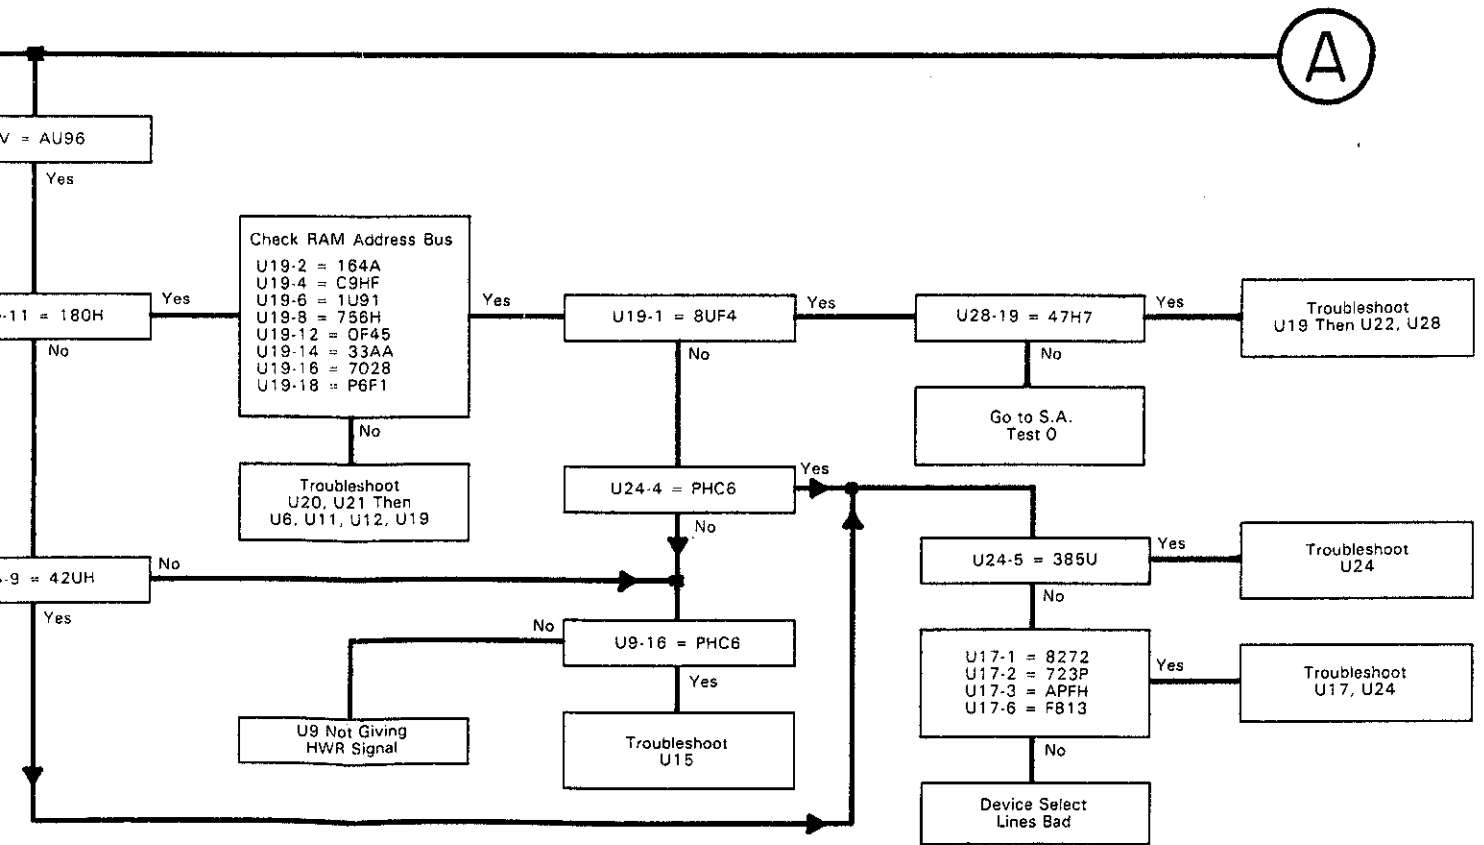 A
V = AU96
Yes
Check RAM Address Bus
U19-2 = 164A
U19-4 = C9HF
U19-6 = 1U91
U19-8 = 756H
U19-12 = 0F45
U19-14 = 33AA
U19-16 = 7028
U19-18 = P6F1
-11 = 180H
Yes
No
Yes
U19-1 = 8UF4
Yes
No
U28-19 = 47H7
Yes
No
Troubleshoot
U19 Then U22, U28
Go to S.A.
Test 0
No
Troubleshoot
U20, U21 Then
U6, U11, U12, U19
U24-4 = PHC6
Yes
No
U24-5 = 385U
Yes
No
Troubleshoot
U24
-9 = 42UH
No
Yes
No
U9-16 = PHC6
Yes
U17-1 = 8272
U17-2 = 723P
U17-3 = APFH
U17-6 = F813
Yes
No
Troubleshoot
U17, U24
U9 Not Giving
HWR Signal
Troubleshoot
U15
Device Select
Lines Bad